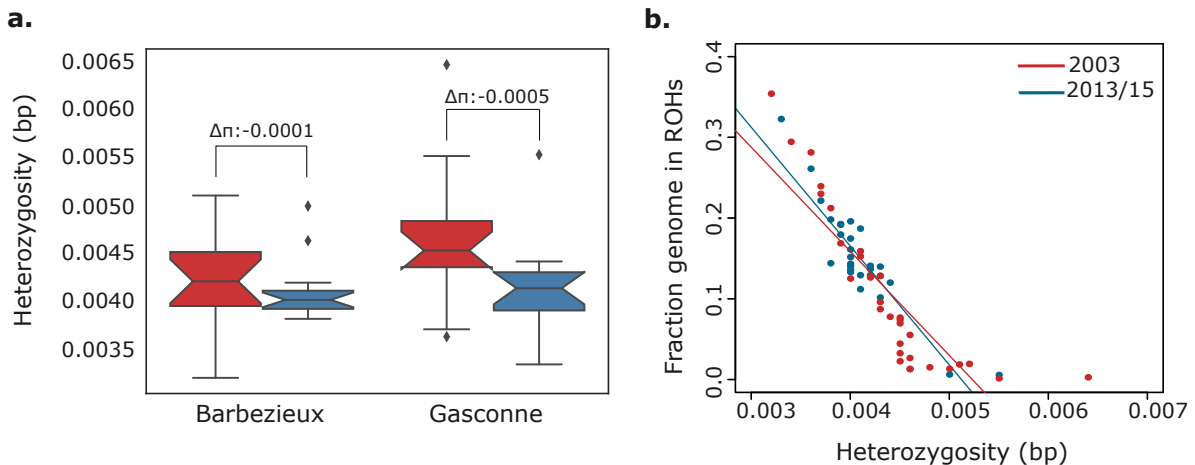 a.
Heterozygosity (bp)
0.0065
0.0060
0.0055
0.0050
0.0045
0.0040
0.0035
Δπ:-0.0001
Δπ:-0.0005
Barbezieux
Gasconne
b.
Fraction genome in ROHs
0.4
0.3
0.2
0.1
0.0
2003
2013/15
0.003
0.004
0.005
0.006
0.007
Heterozygosity (bp)